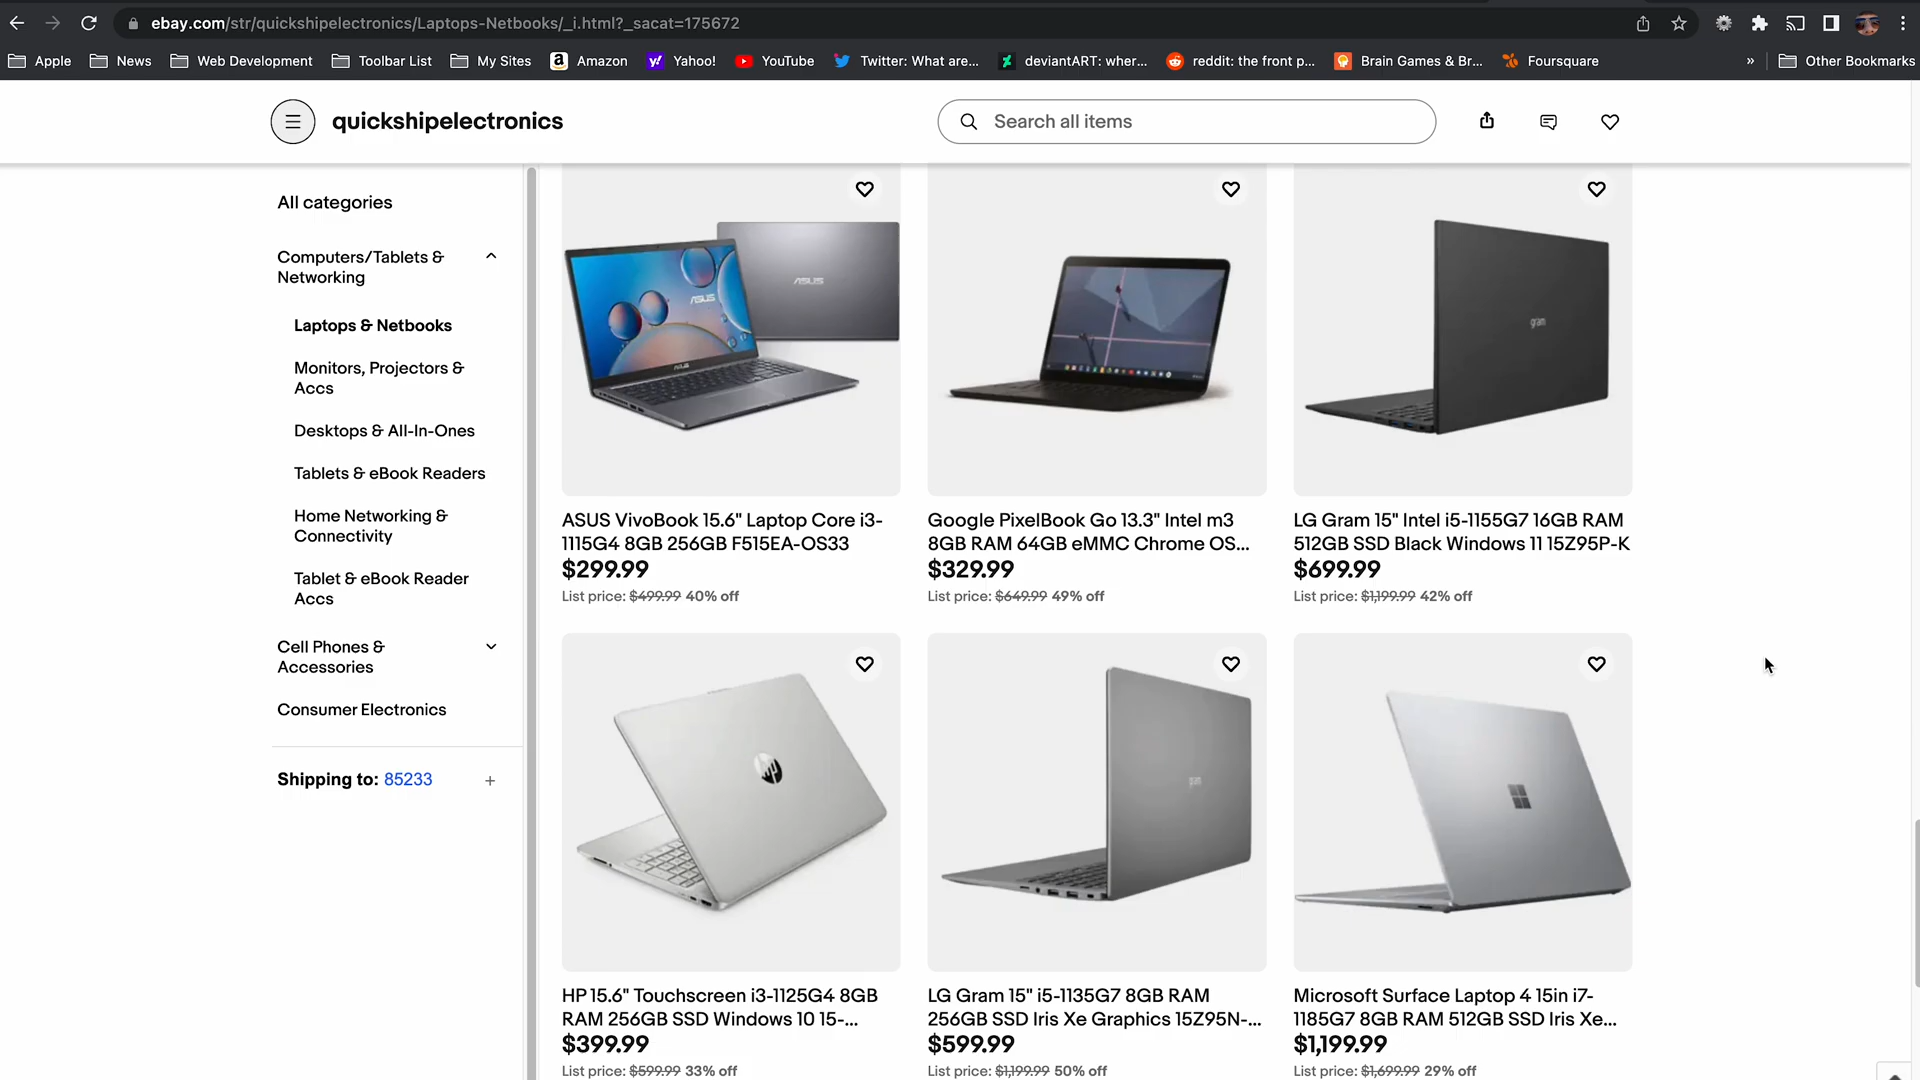 ebay.com/str/quickshipelectronics/Laptops-Netbooks/_i.html?_sacat=175672
Apple
News
Web Development
Toolbar List
My Sites
Amazon
Yahoo!
YouTube
Twitter: What are...
deviantART: wher...
reddit: the front p...
Brain Games & Br...
Foursquare
»
Other Bookmarks
quickshipelectronics
Search all items
All categories
Computers/Tablets &
Networking
Laptops & Netbooks
Monitors, Projectors &
Accs
Desktops & All-In-Ones
Tablets & eBook Readers
Home Networking &
Connectivity
Tablet & eBook Reader
Accs
Cell Phones &
Accessories
Consumer Electronics
Shipping to: 85233
ASUS
ASUS
ASUS
gram
ASUS VivoBook 15.6" Laptop Core i3-
1115G4 8GB 256GB F515EA-OS33
$299.99
List price: $499.99 40% off
Google PixelBook Go 13.3" Intel m3
8GB RAM 64GB eMMC Chrome OS...
$329.99
List price: $649.99 49% off
LG Gram 15" Intel i5-1155G7 16GB RAM
512GB SSD Black Windows 11 15Z95P-K
$699.99
List price: $1,199.99 42% off
hp
gram
HP 15.6" Touchscreen i3-1125G4 8GB
RAM 256GB SSD Windows 10 15-...
$399.99
List price: $599.99 33% off
LG Gram 15" i5-1135G7 8GB RAM
256GB SSD Iris Xe Graphics 15Z95N-...
$599.99
List price: $1,199.99 50% off
Microsoft Surface Laptop 4 15in i7-
1185G7 8GB RAM 512GB SSD Iris Xe...
$1,199.99
List price: $1,699.99 29% off